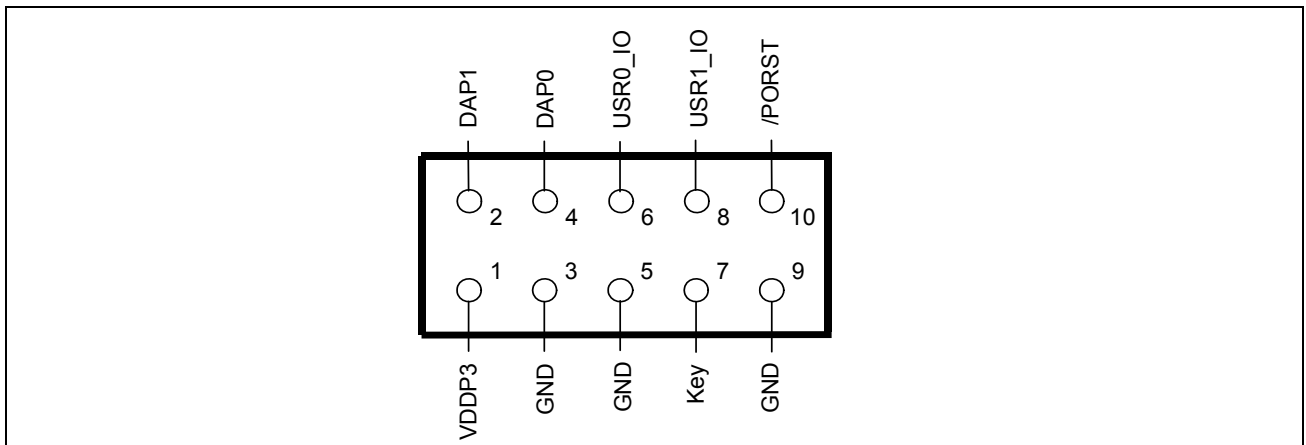 DAP1
DAP0
USR0_IO
USR1_IO
/PORST
2
4
6
8
10
1
3
5
7
9
VDDP3
GND
GND
Key
GND